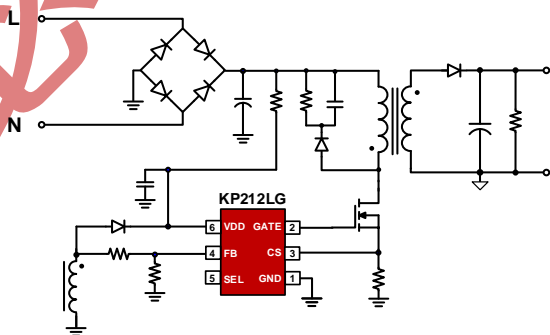 L
N
KP212LG
6 VDD GATE 2
4 FB CS 3
5 SEL GND 1